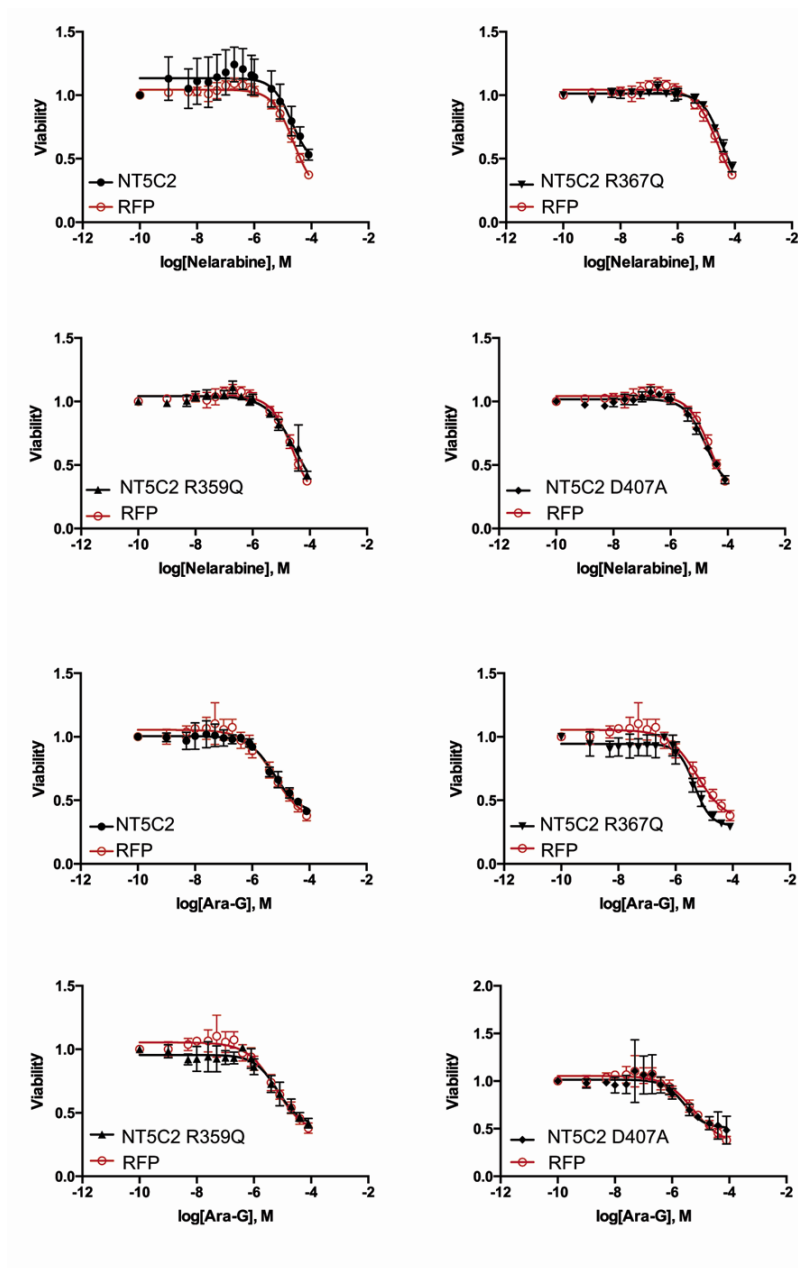 1.5
1.0
0.5
0.0
Viability
NT5C2
RFP
-12 -10 -8 -6 -4 -2
log[Nelarabine], M
1.5
1.0
0.5
0.0
Viability
NT5C2 R367Q
RFP
-12 -10 -8 -6 -4 -2
log[Nelarabine], M
1.5
1.0
0.5
0.0
Viability
NT5C2 R359Q
RFP
-12 -10 -8 -6 -4 -2
log[Nelarabine], M
1.5
1.0
0.5
0.0
Viability
NT5C2 D407A
RFP
-12 -10 -8 -6 -4 -2
log[Nelarabine], M
1.5
1.0
0.5
0.0
Viability
NT5C2
RFP
-12 -10 -8 -6 -4 -2
log[Ara-G], M
1.5
1.0
0.5
0.0
Viability
NT5C2 R367Q
RFP
-12 -10 -8 -6 -4 -2
log[Ara-G], M
1.5
1.0
0.5
0.0
Viability
NT5C2 R359Q
RFP
-12 -10 -8 -6 -4 -2
log[Ara-G], M
2.0
1.5
1.0
0.5
0.0
Viability
NT5C2 D407A
RFP
-12 -10 -8 -6 -4 -2
log[Ara-G], M